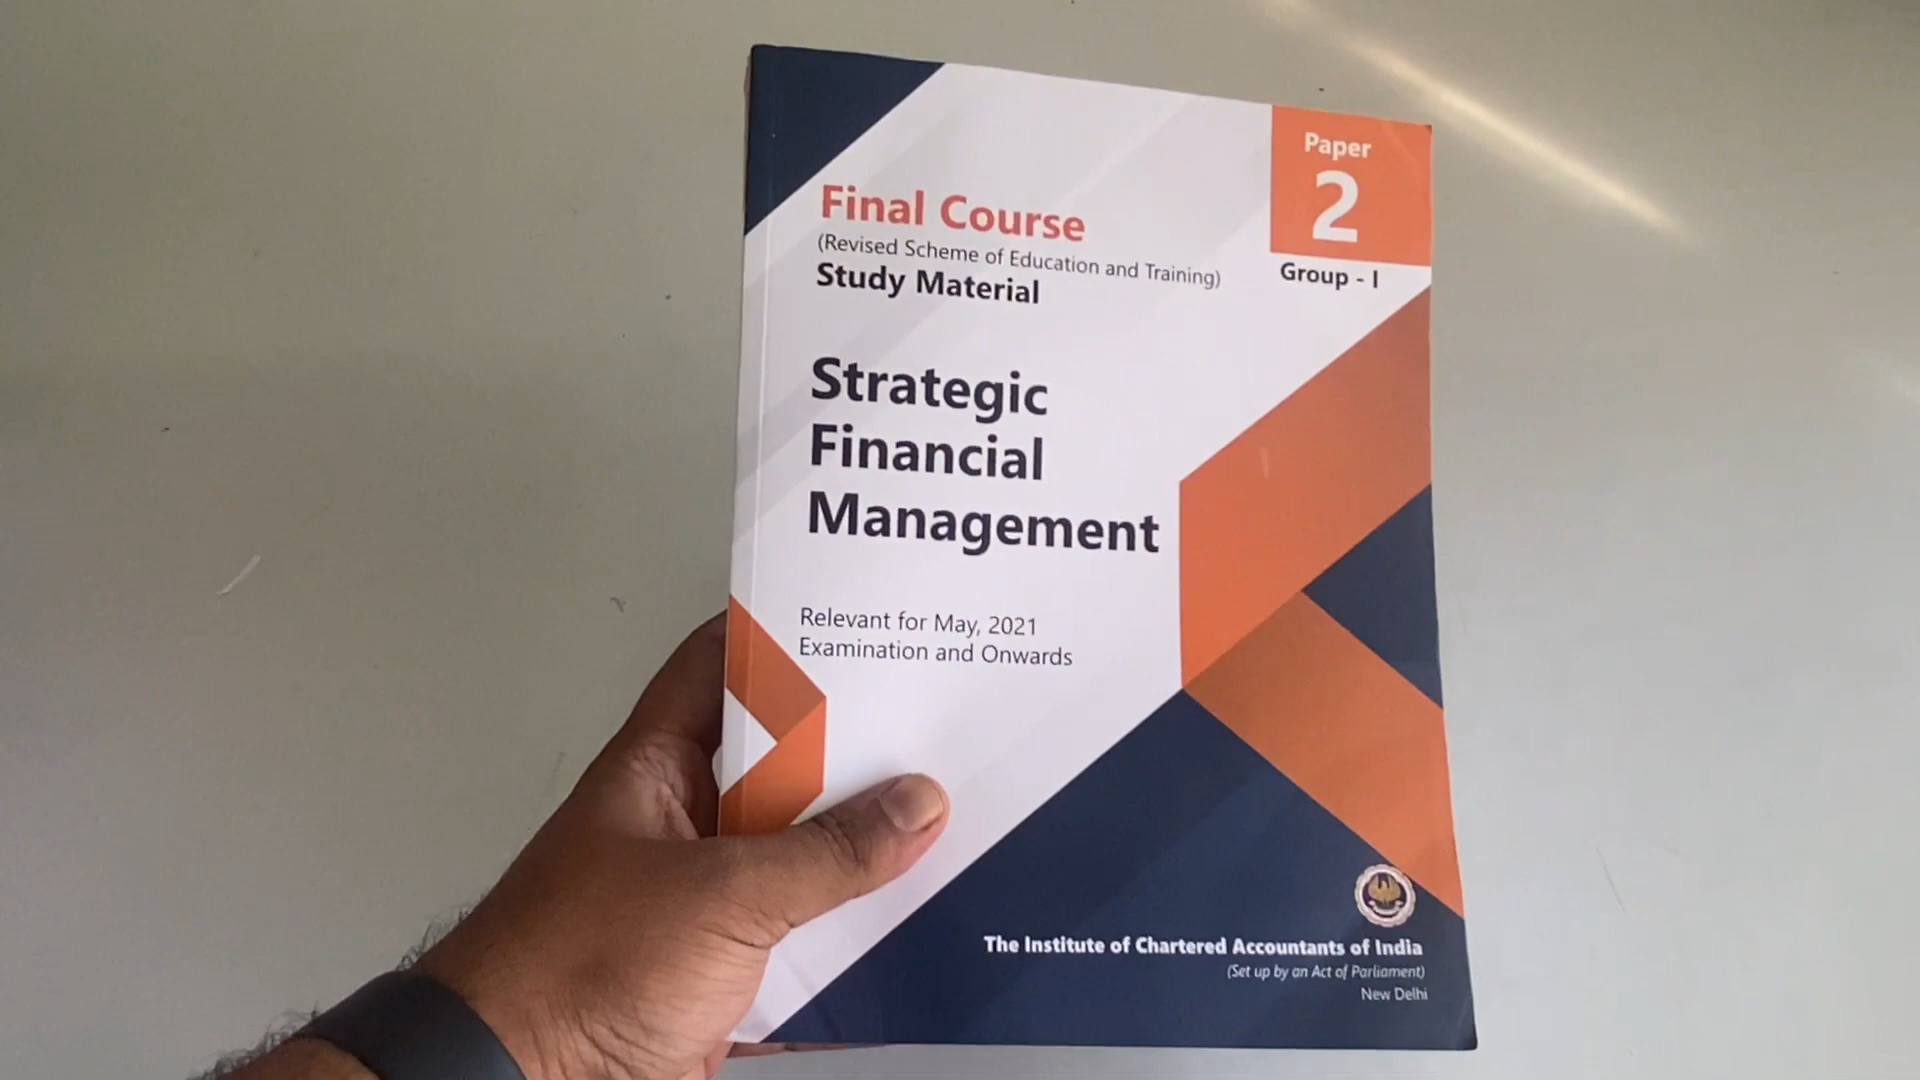 Paper
2
Group - I
Final Course
(Revised Scheme of Education and Training)
Study Material
Strategic
Financial
Management
Relevant for May, 2021
Examination and Onwards
The Institute of Chartered Accountants of India
(Set up by an Act of Parliament)
New Delhi